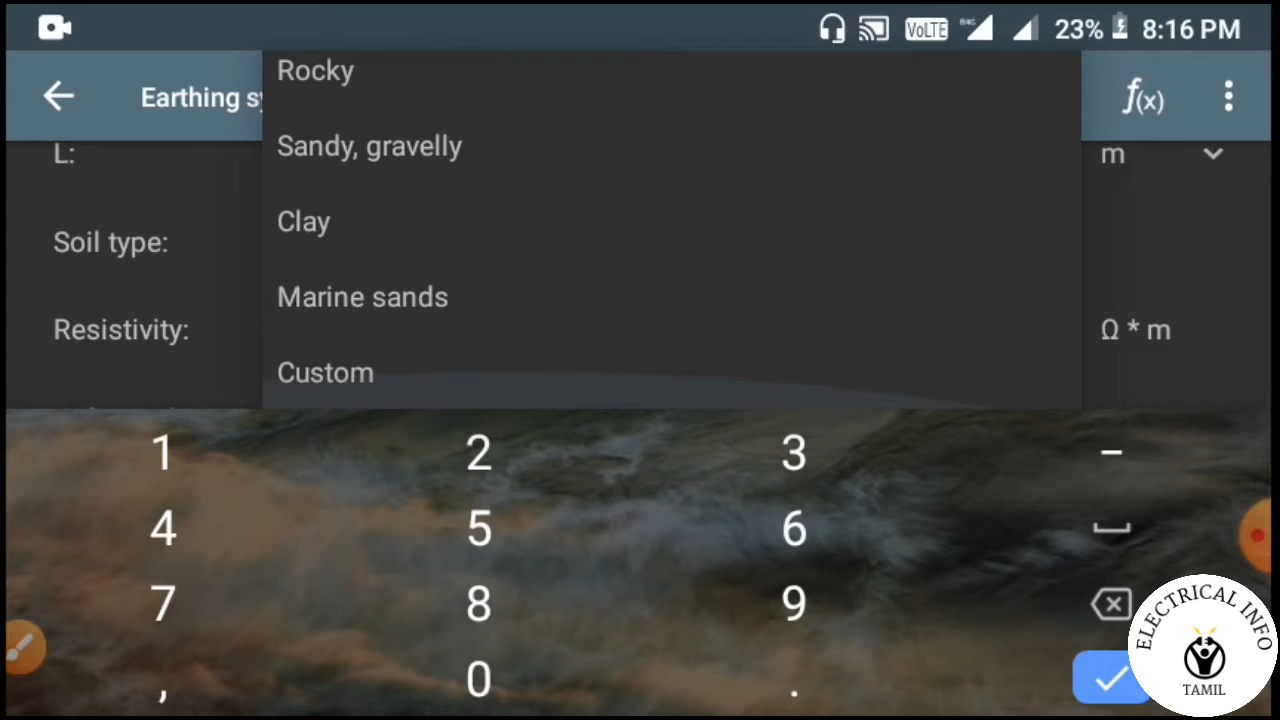 VoLTE R4G 23% 8:16 PM
Earthing s
f(x)
Rocky
Sandy, gravelly
Clay
Marine sands
Custom
L:
m
Soil type:
Resistivity:
Ω * m
1 2 3 –
4 5 6
7 8 9
, 0 .
ELECTRICAL INFO
TAMIL